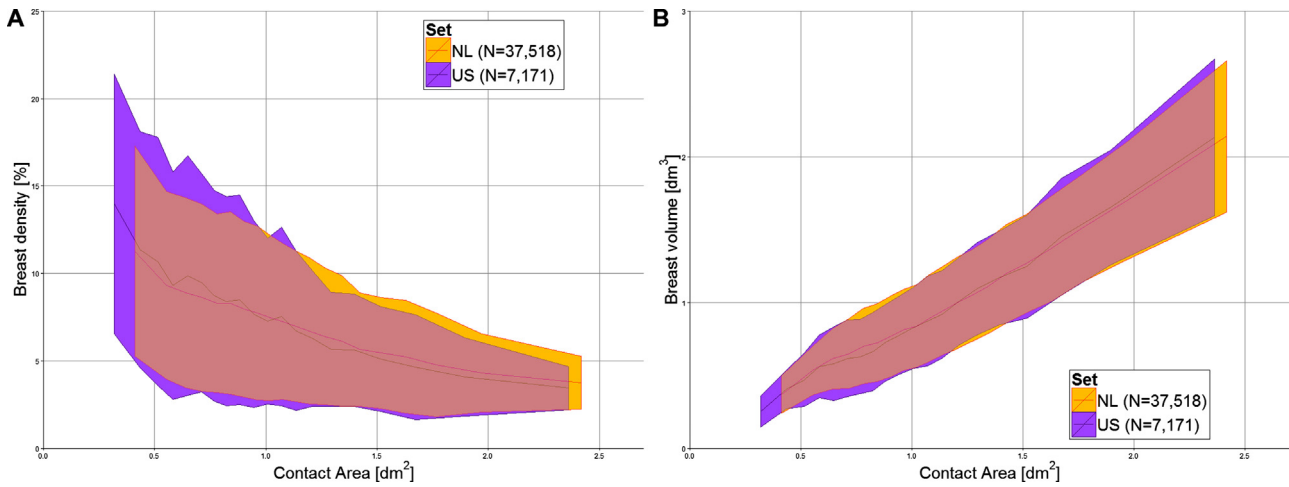 A
Breast density [%]
25
20
15
10
5
0
0.0 0.5 1.0 1.5 2.0 2.5
Contact Area [dm²]
Set
NL (N=37,518)
US (N=7,171)
B
Breast volume [dm³]
3
2
1
0
0.0 0.5 1.0 1.5 2.0 2.5
Contact Area [dm²]
Set
NL (N=37,518)
US (N=7,171)